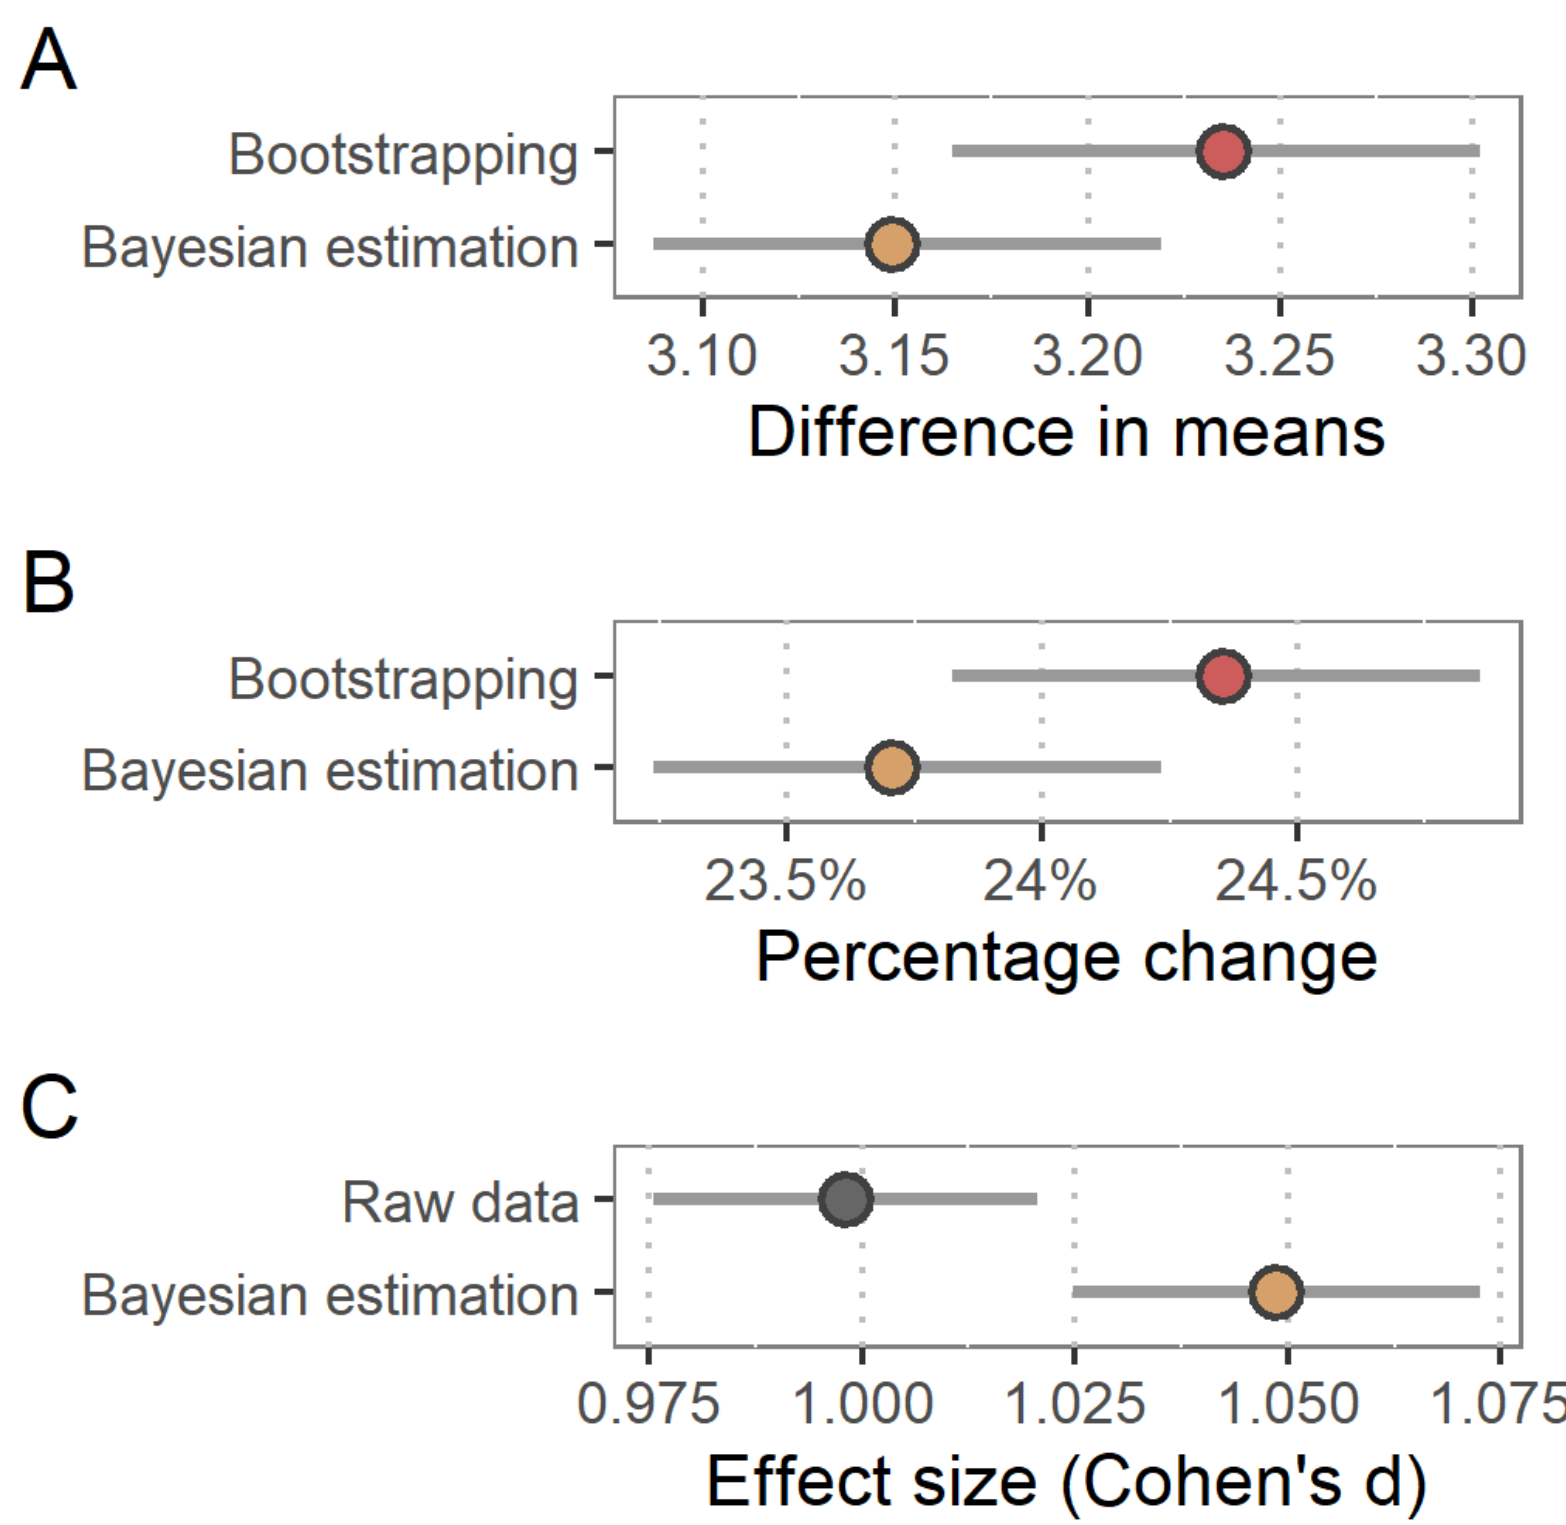 A
Bootstrapping
Bayesian estimation
3.10 3.15 3.20 3.25 3.30
Difference in means
B
Bootstrapping
Bayesian estimation
23.5% 24% 24.5%
Percentage change
C
Raw data
Bayesian estimation
0.975 1.000 1.025 1.050 1.075
Effect size (Cohen's d)